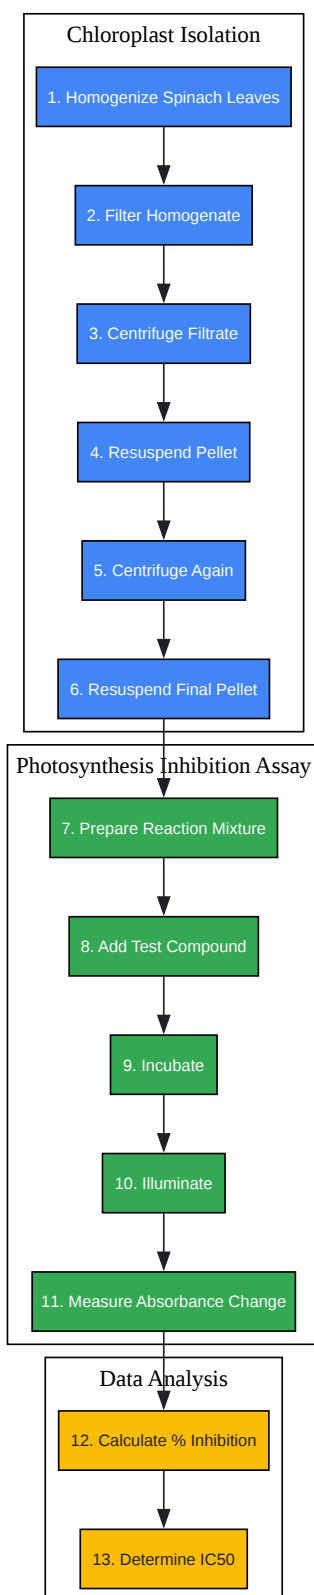 Chloroplast Isolation
1. Homogenize Spinach Leaves
2. Filter Homogenate
3. Centrifuge Filtrate
4. Resuspend Pellet
5. Centrifuge Again
6. Resuspend Final Pellet
Photosynthesis Inhibition Assay
7. Prepare Reaction Mixture
8. Add Test Compound
9. Incubate
10. Illuminate
11. Measure Absorbance Change
Data Analysis
12. Calculate % Inhibition
13. Determine IC50